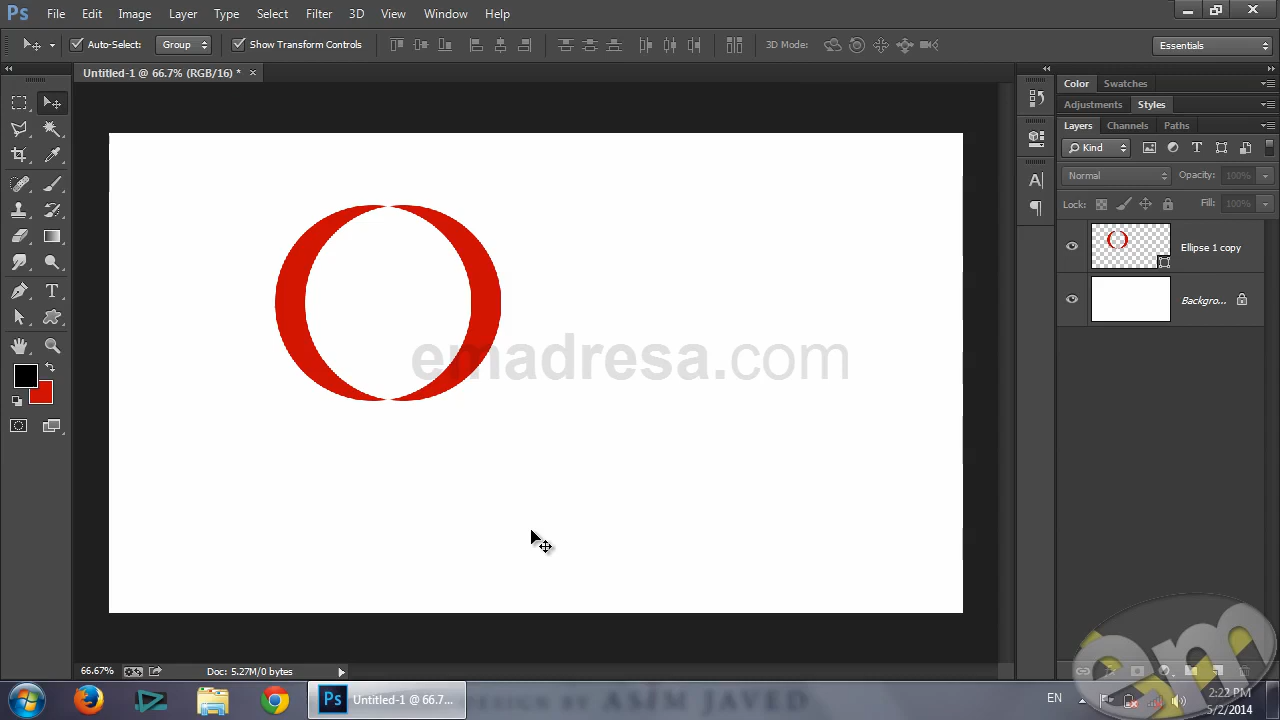 Ps File Edit Image Layer Type Select Filter 3D View Window Help
Auto-Select: Group Show Transform Controls 3D Mode: Essentials
Untitled-1 @ 66.7% (RGB/16) * ×
Color Swatches
Adjustments Styles
Layers Channels Paths
Kind
Normal Opacity: 100%
Lock: Fill: 100%
Ellipse 1 copy
Backgro...
emadresa.com
66.67% Doc: 5.27M/0 bytes
em
Ps Untitled-1 @ 66.7... EN 2:22 PM
5/2/2014